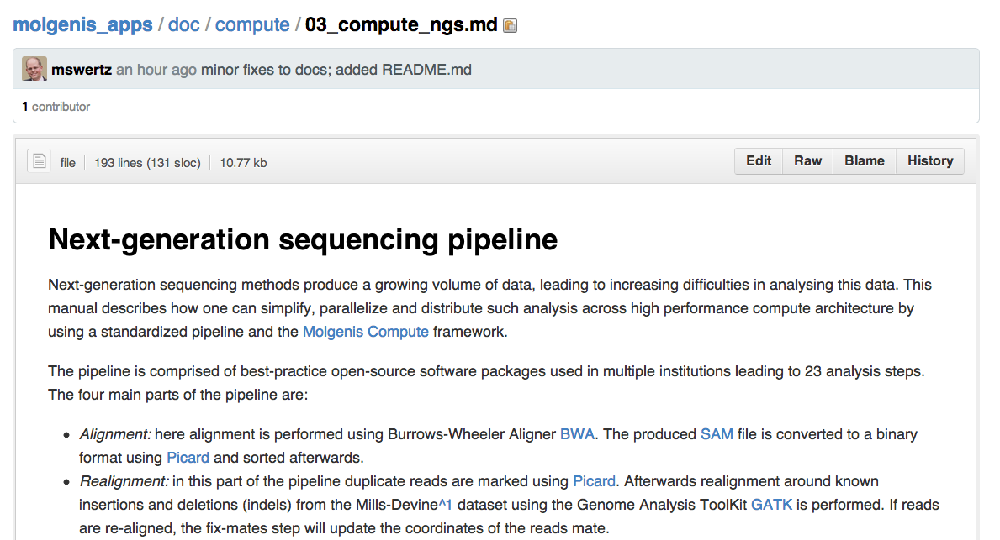 molgenis_apps / doc / compute / 03_compute_ngs.md
mswertz an hour ago minor fixes to docs; added README.md
1 contributor
file 193 lines (131 sloc) 10.77 kb Edit Raw Blame History
Next-generation sequencing pipeline
Next-generation sequencing methods produce a growing volume of data, leading to increasing difficulties in analysing this data. This
manual describes how one can simplify, parallelize and distribute such analysis across high performance compute architecture by
using a standardized pipeline and the Molgenis Compute framework.
The pipeline is comprised of best-practice open-source software packages used in multiple institutions leading to 23 analysis steps.
The four main parts of the pipeline are:
• Alignment: here alignment is performed using Burrows-Wheeler Aligner BWA. The produced SAM file is converted to a binary
format using Picard and sorted afterwards.
• Realignment: in this part of the pipeline duplicate reads are marked using Picard. Afterwards realignment around known
insertions and deletions (indels) from the Mills-Devine^1 dataset using the Genome Analysis ToolKit GATK is performed. If reads
are re-aligned, the fix-mates step will update the coordinates of the reads mate.